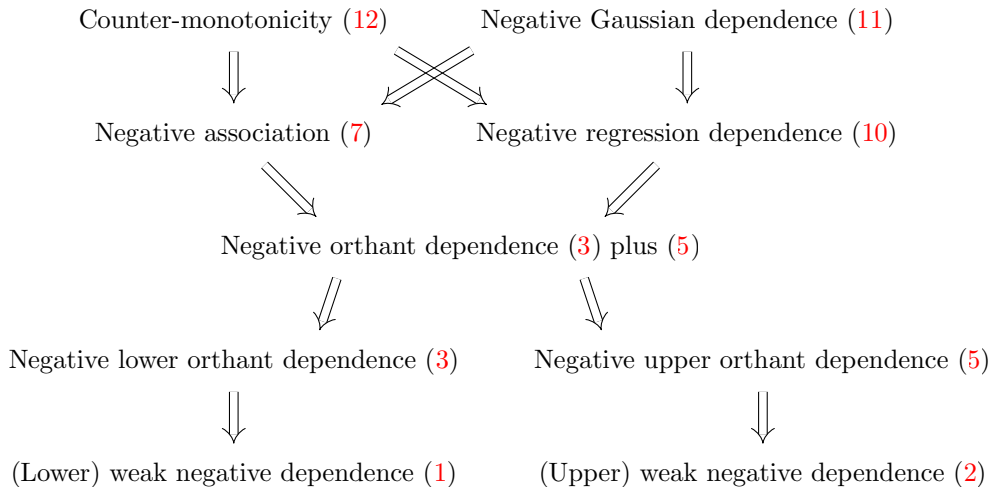 Counter-monotonicity (12) Negative Gaussian dependence (11)
Negative association (7) Negative regression dependence (10)
Negative orthant dependence (3) plus (5)
Negative lower orthant dependence (3) Negative upper orthant dependence (5)
(Lower) weak negative dependence (1) (Upper) weak negative dependence (2)